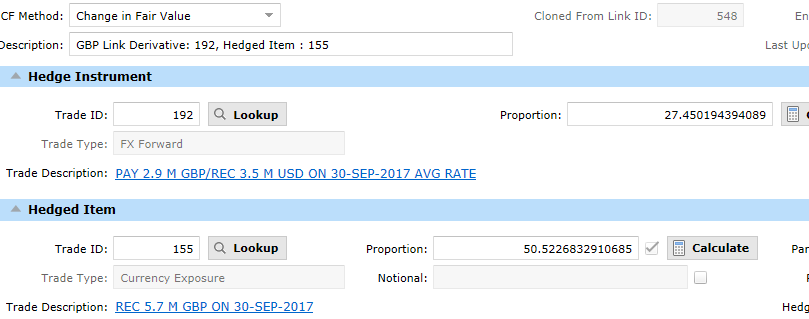 CF Method: Change in Fair Value Cloned From Link ID: 548 En
Description: GBP Link Derivative: 192, Hedged Item : 155 Last Up
Hedge Instrument
Trade ID: 192 Lookup Proportion: 27.450194394089
Trade Type: FX Forward
Trade Description: PAY 2.9 M GBP/REC 3.5 M USD ON 30-SEP-2017 AVG RATE
Hedged Item
Trade ID: 155 Lookup Proportion: 50.5226832910685 Calculate Par
Trade Type: Currency Exposure Notional:
Trade Description: REC 5.7 M GBP ON 30-SEP-2017 Hedg